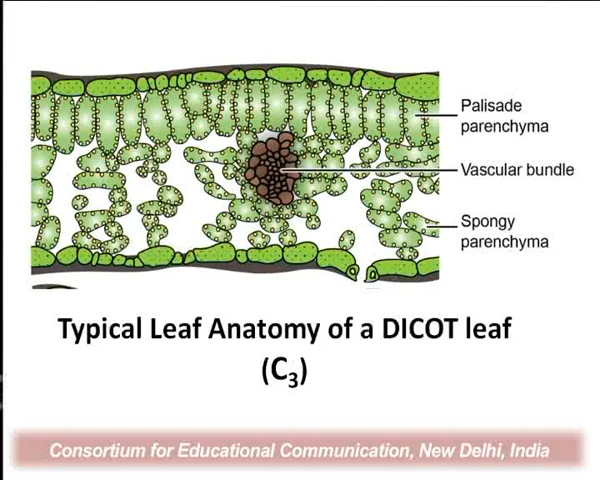 Palisade
parenchyma
Vascular bundle
Spongy
parenchyma
Typical Leaf Anatomy of a DICOT leaf
(C₃)
Consortium for Educational Communication, New Delhi, India